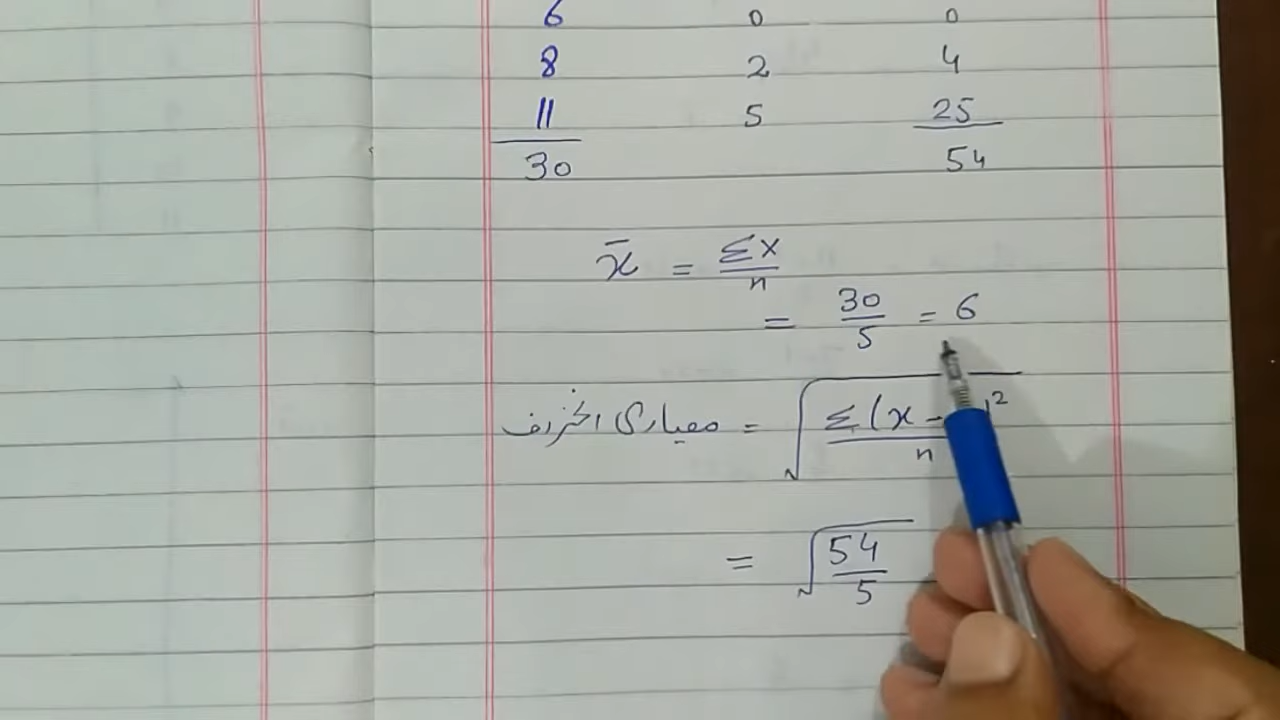 6 0 0
8 2 4
11 5 25
30 54
x̄ = Σx/n
= 30/5 = 6
معیاری انحراف = √(Σ(x - )²/n)
= √(54/5)